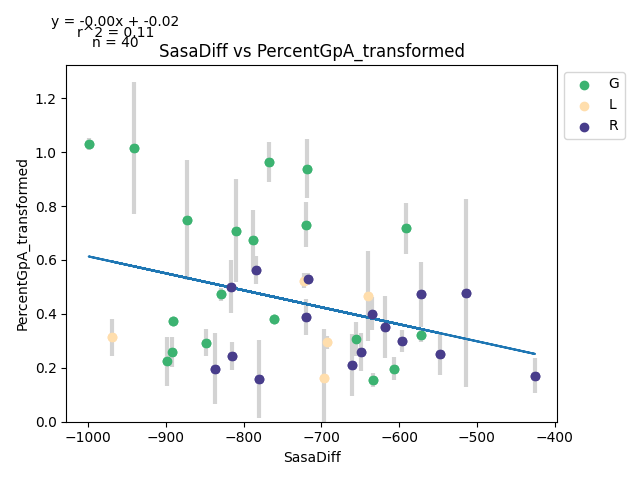 y = -0.00x + -0.02
r^2 = 0.11
n = 40
SasaDiff vs PercentGpA_transformed
G
L
R
PercentGpA_transformed
1.2
1.0
0.8
0.6
0.4
0.2
0.0
−1000 −900 −800 −700 −600 −500 −400
SasaDiff